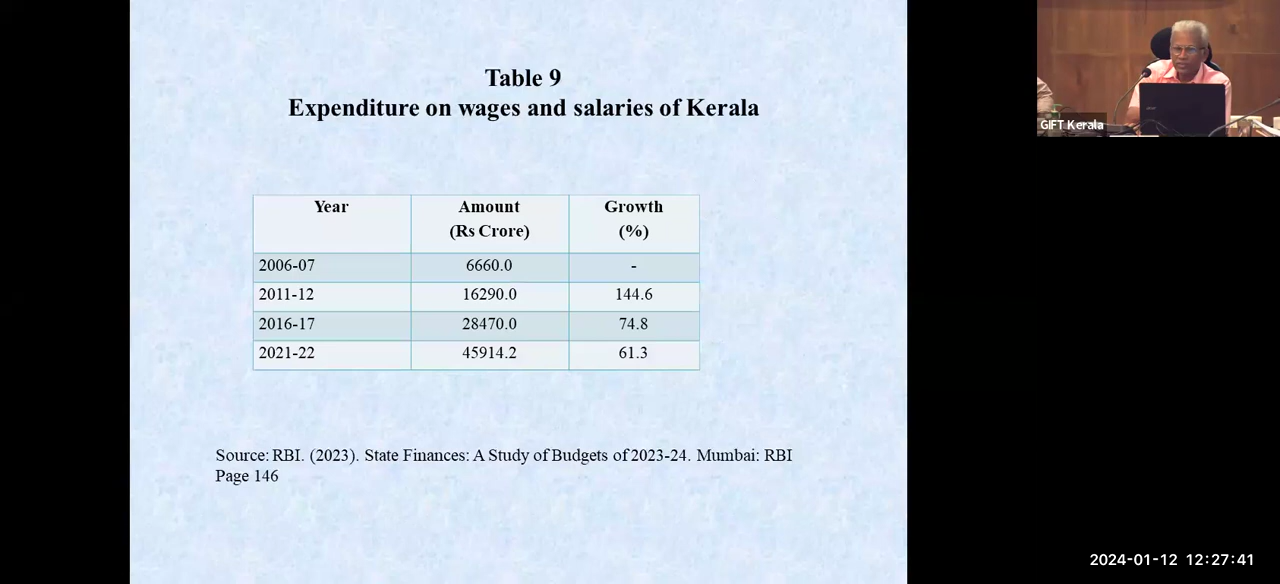 Table 9
Expenditure on wages and salaries of Kerala
Year Amount Growth
(Rs Crore) (%)
2006-07 6660.0 -
2011-12 16290.0 144.6
2016-17 28470.0 74.8
2021-22 45914.2 61.3
Source: RBI. (2023). State Finances: A Study of Budgets of 2023-24. Mumbai: RBI
Page 146
GIFT Kerala
2024-01-12 12:27:41